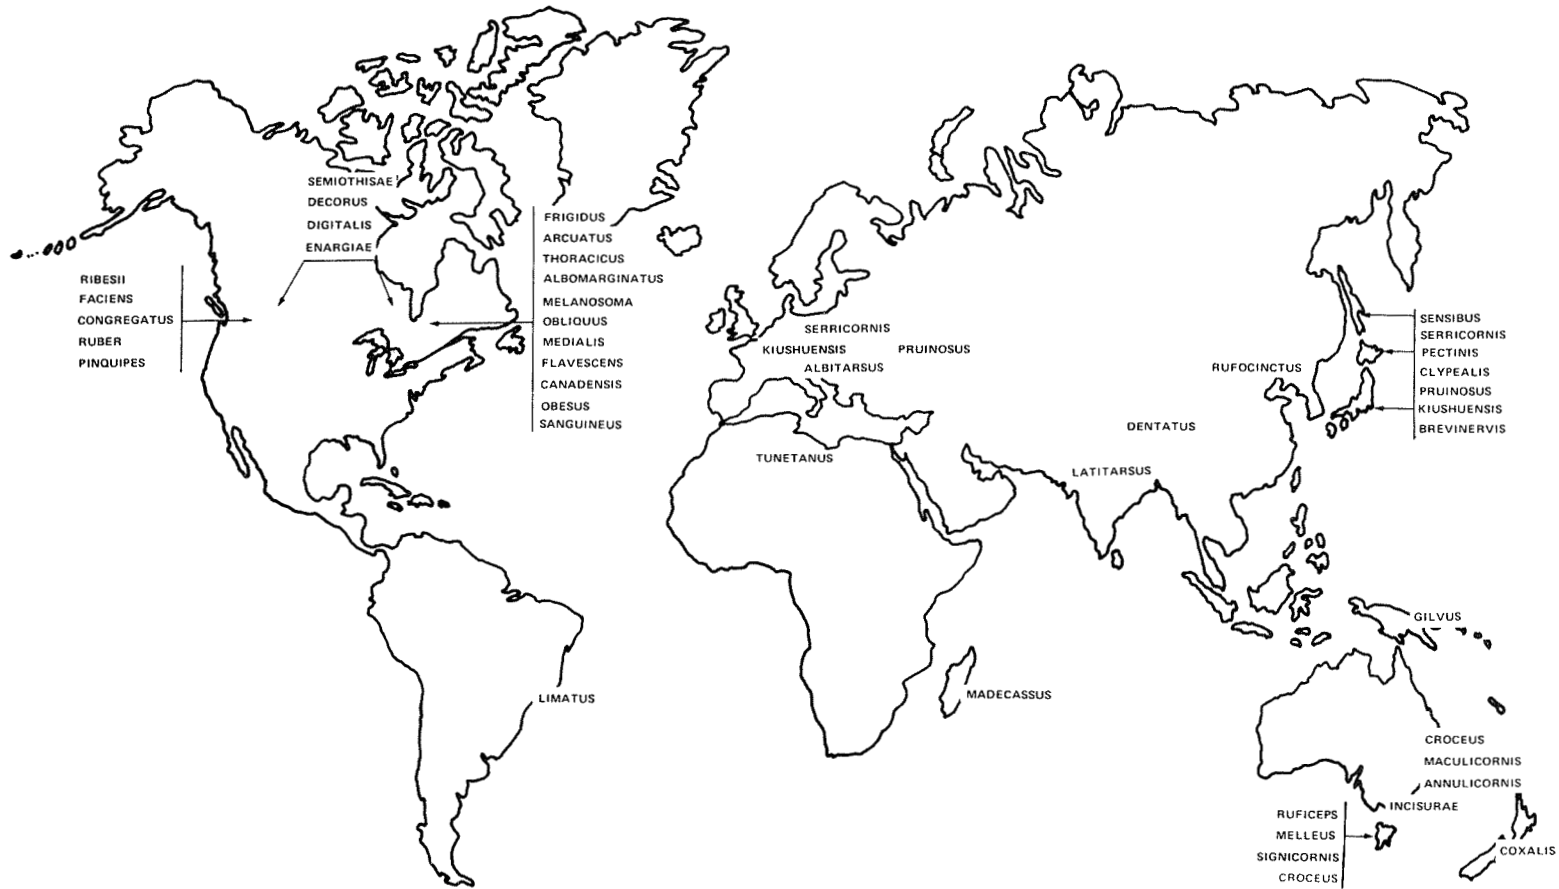 SEMIOTHISAE
DECORUS
DIGITALIS
ENARGIAE
RIBESII
FACIENS
CONGREGATUS
RUBER
PINQUIPES
FRIGIDUS
ARCUATUS
THORACICUS
ALBOMARGINATUS
MELANOSOMA
OBLIQUUS
MEDIALIS
FLAVESCENS
CANADENSIS
OBESUS
SANGUINEUS
LIMATUS
SERRICORNIS
KIUSHUENSIS
PRUINOSUS
ALBITARSUS
TUNETANUS
MADECASSUS
RUFOCINCTUS
DENTATUS
LATITARSUS
SENSIBUS
SERRICORNIS
PECTINIS
CLYPEALIS
PRUINOSUS
KIUSHUENSIS
BREVINERVIS
GILVUS
CROCEUS
MACULICORNIS
ANNULICORNIS
INCISURAE
RUFICEPS
MELLEUS
SIGNICORNIS
CROCEUS
COXALIS